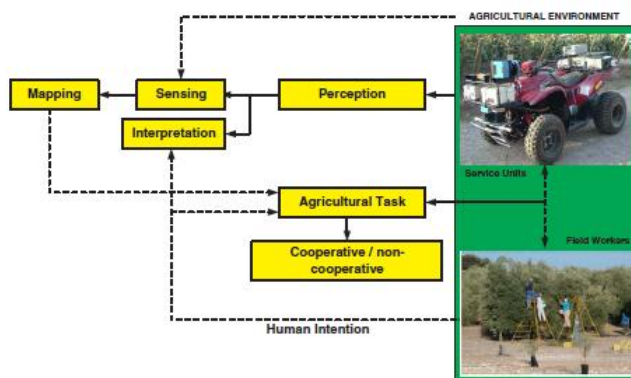 AGRICULTURAL ENVIRONMENT
Mapping
Sensing
Perception
Interpretation
Service Units
Agricultural Task
Field Workers
Cooperative / non-
cooperative
Human Intention